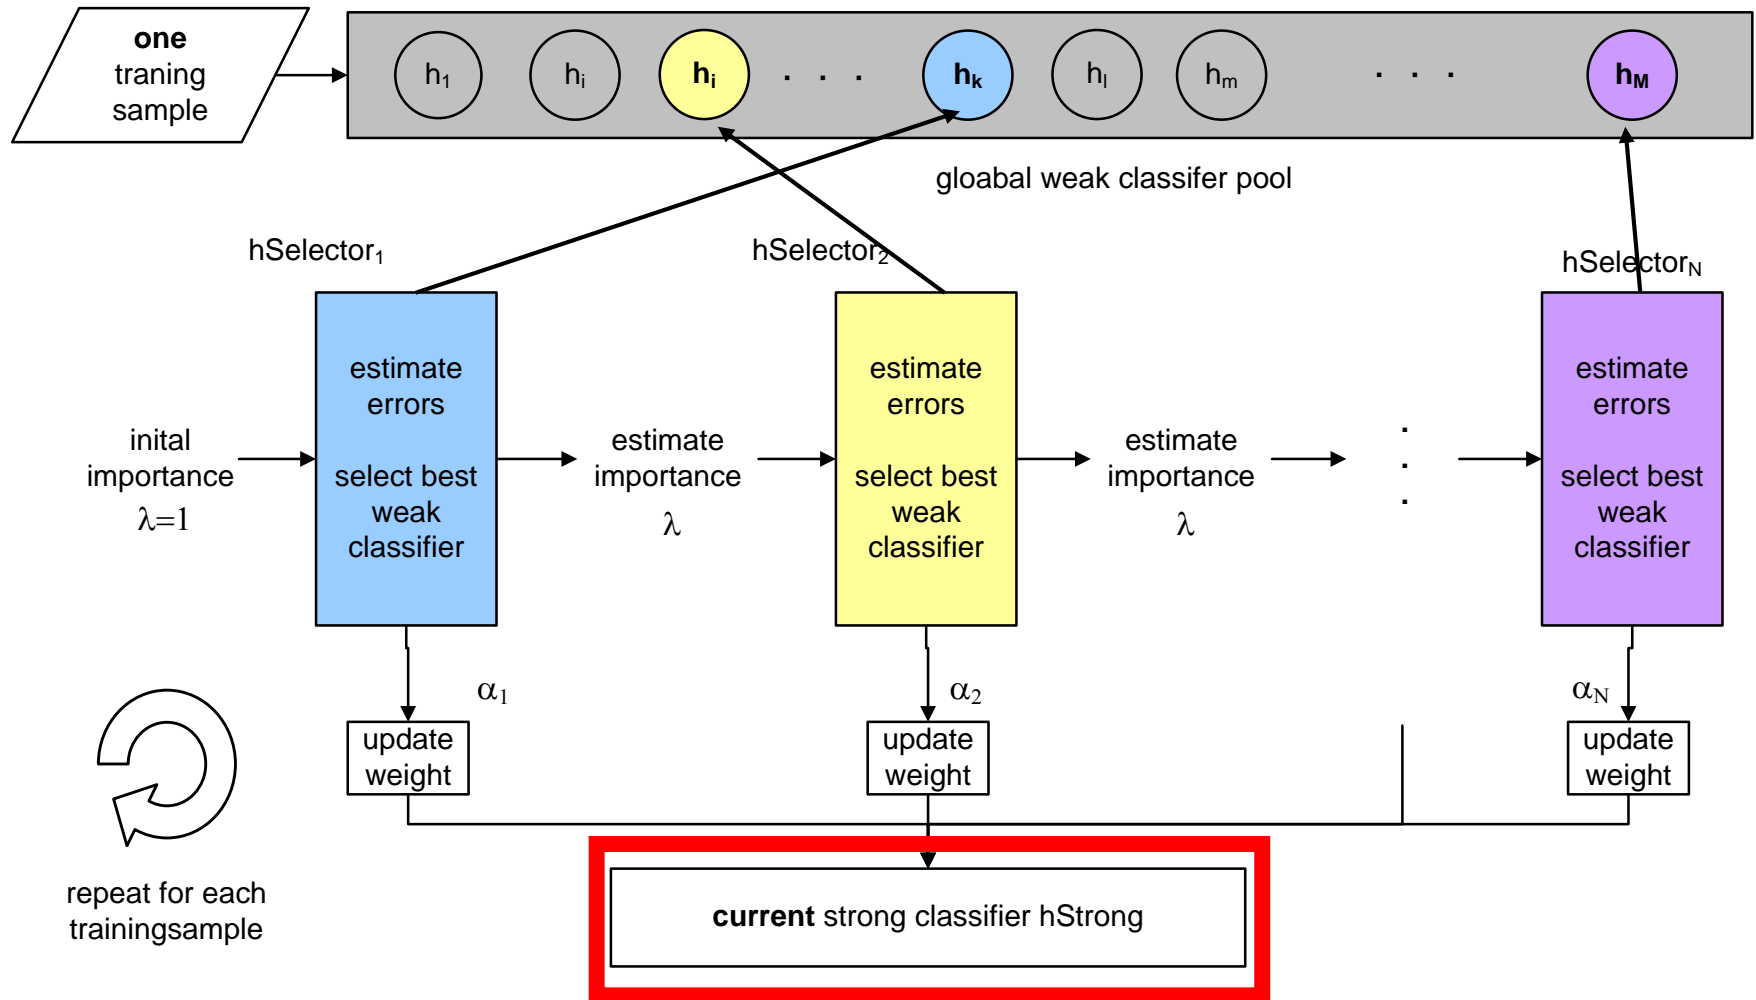 one
traning
sample
h1
hi
hi
. . .
hk
hl
hm
. . .
hM
gloabal weak classifer pool
hSelector1
hSelector2
hSelectorN
inital
importance
λ=1
estimate
errors
select best
weak
classifier
estimate
importance
λ
estimate
errors
select best
weak
classifier
estimate
importance
λ
.
.
.
estimate
errors
select best
weak
classifier
α1
α2
αN
update
weight
update
weight
update
weight
repeat for each
trainingsample
current strong classifier hStrong